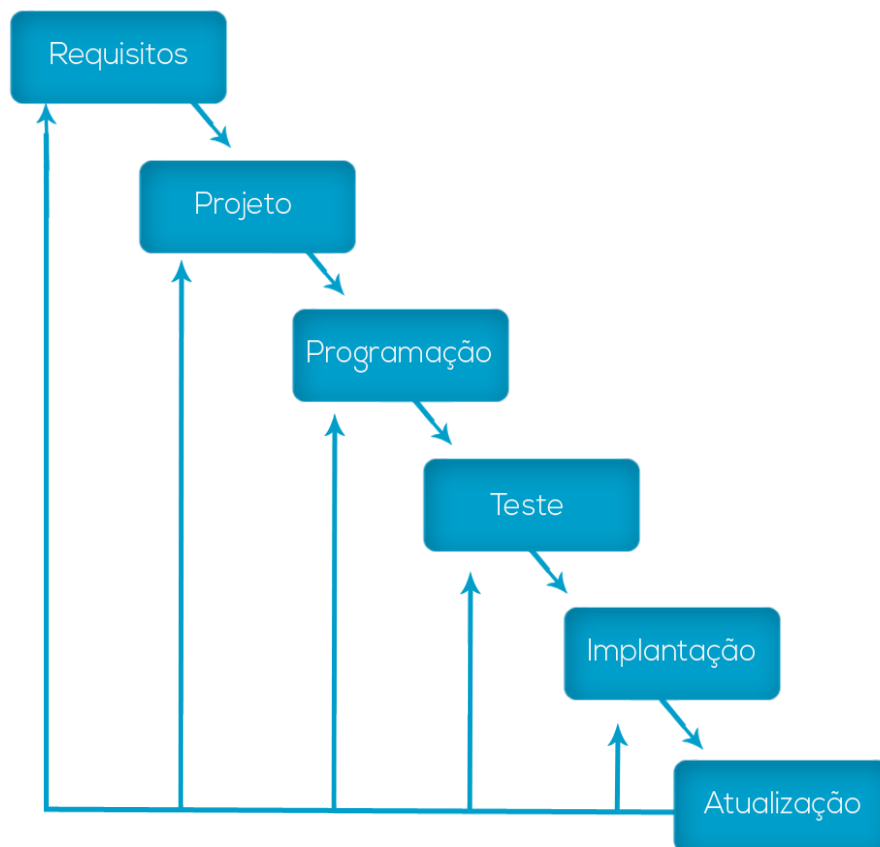 Requisitos
Projeto
Programação
Teste
Implantação
Atualização